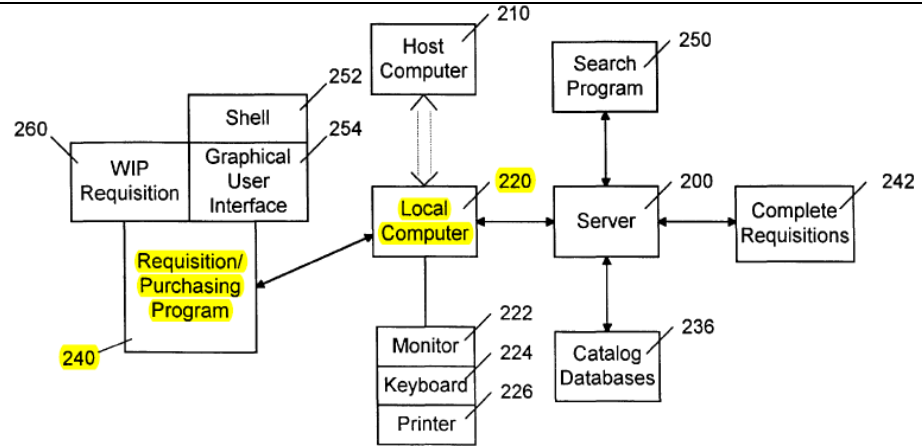 210
Host
Computer
250
Search
Program
252
Shell
254
Graphical
User
Interface
260
WIP
Requisition
220
Local
Computer
200
Server
242
Complete
Requisitions
Requisition/
Purchasing
Program
240
222
Monitor
224
Keyboard
226
Printer
236
Catalog
Databases